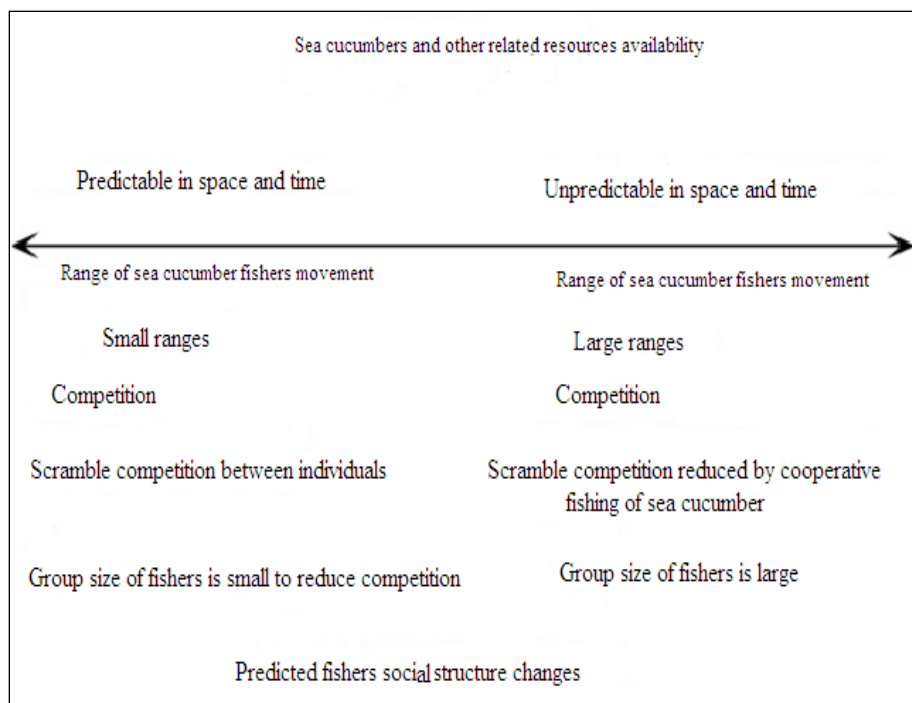 Sea cucumbers and other related resources availability
Predictable in space and time
Unpredictable in space and time
Range of sea cucumber fishers movement
Range of sea cucumber fishers movement
Small ranges
Large ranges
Competition
Competition
Scramble competition between individuals
Scramble competition reduced by cooperative
fishing of sea cucumber
Group size of fishers is small to reduce competition
Group size of fishers is large
Predicted fishers social structure changes